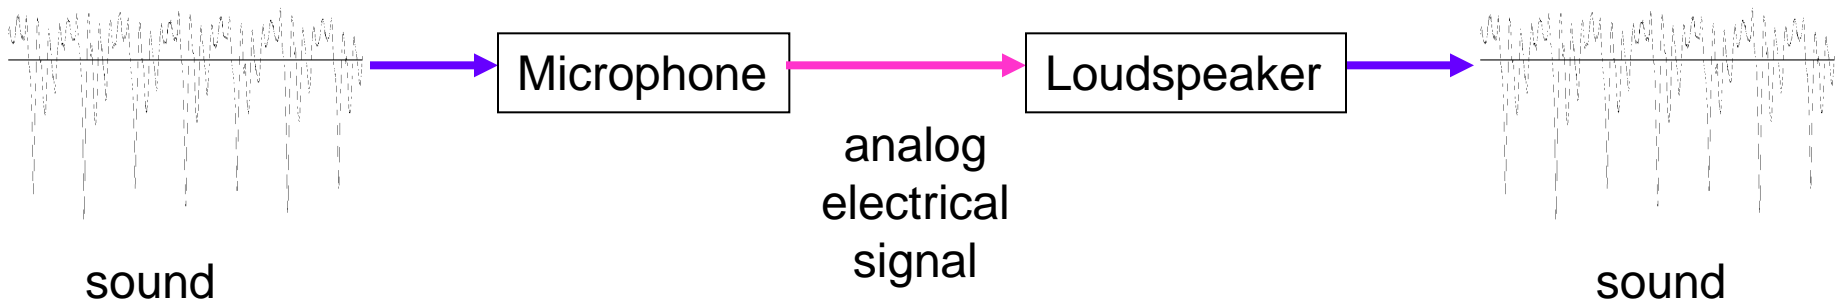 Microphone
Loudspeaker
analog
electrical
signal
sound
sound